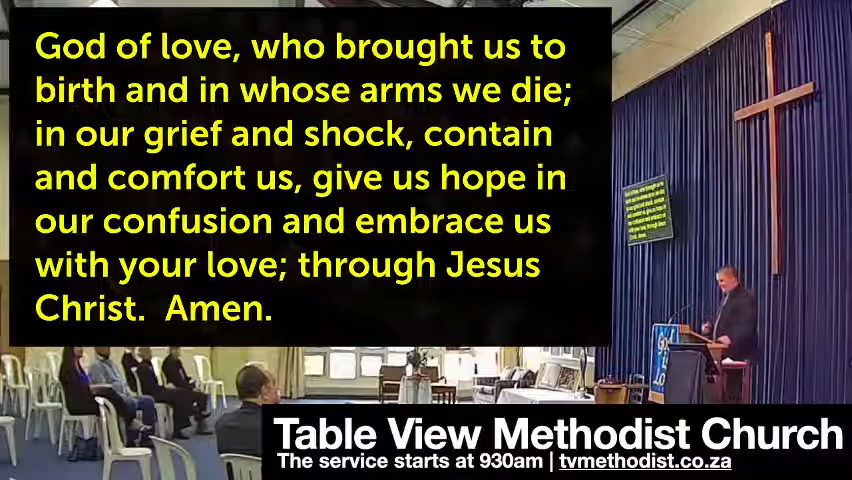 God of love, who brought us to
birth and in whose arms we die;
in our grief and shock, contain
and comfort us, give us hope in
our confusion and embrace us
with your love; through Jesus
Christ.  Amen.
Table View Methodist Church
The service starts at 930am | tvmethodist.co.za